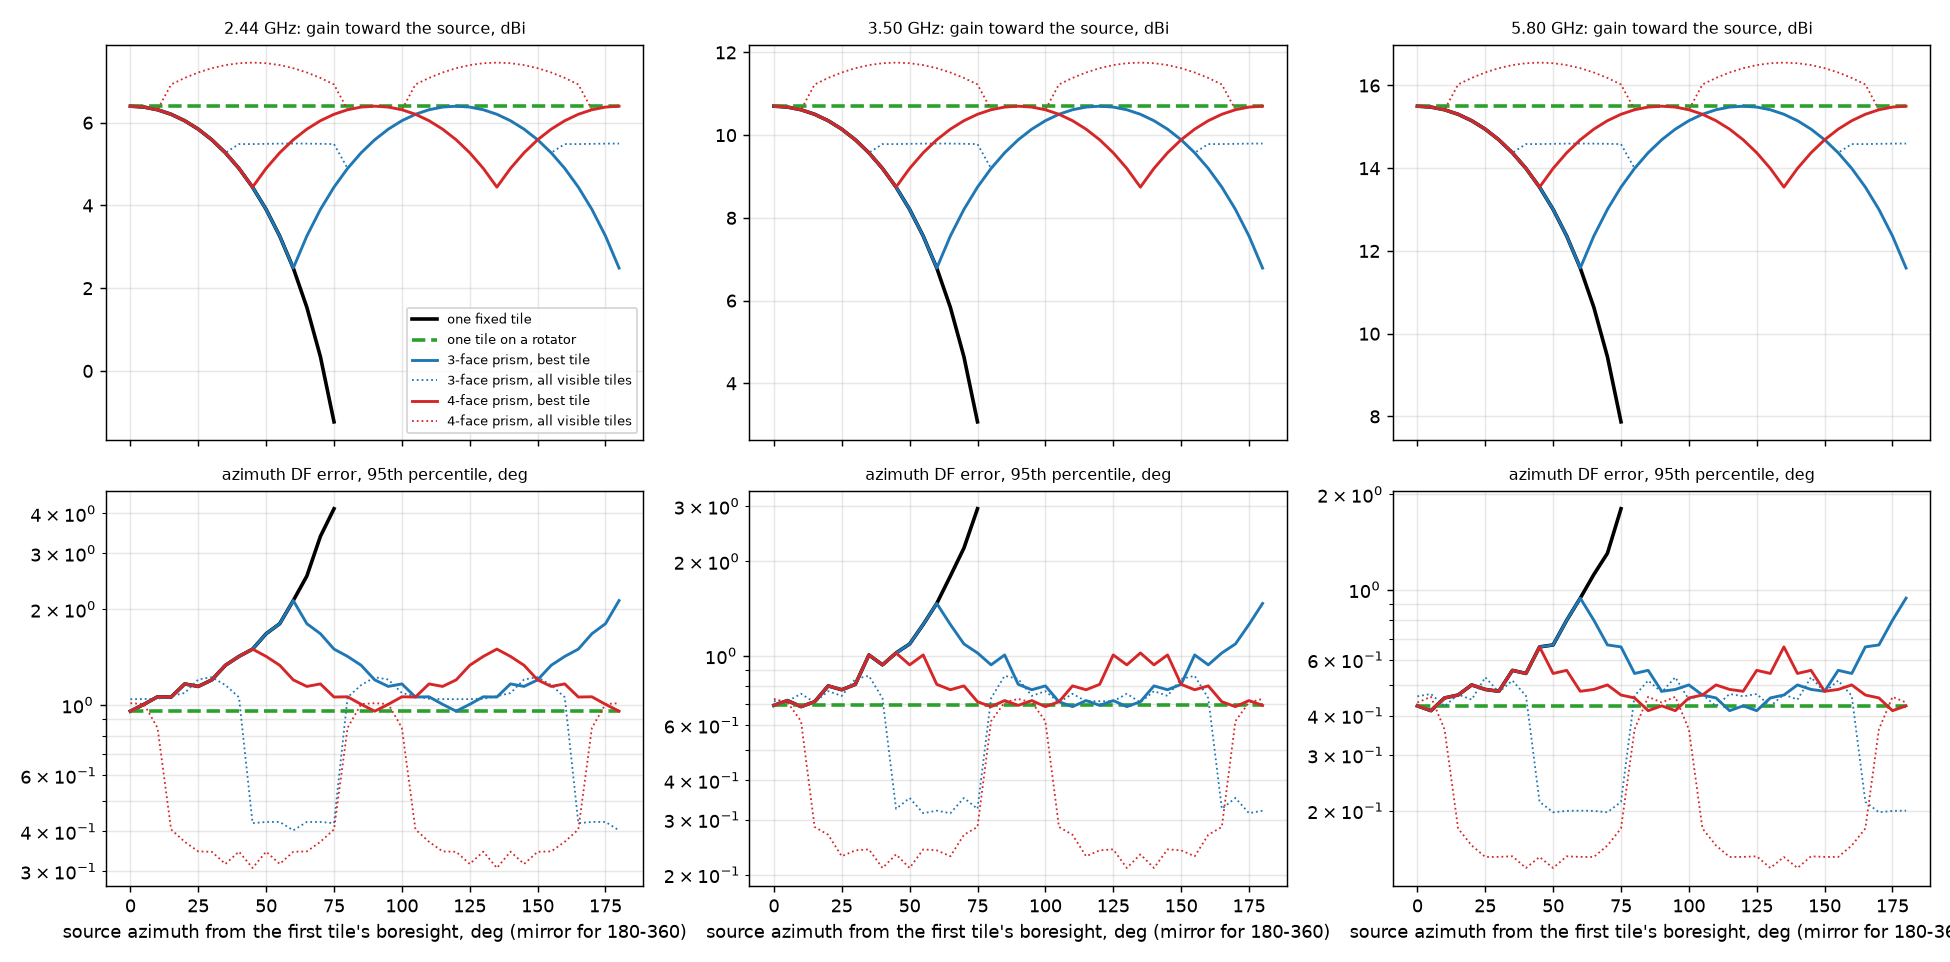 2.44 GHz: gain toward the source, dBi
3.50 GHz: gain toward the source, dBi
5.80 GHz: gain toward the source, dBi
6
4
2
0
one fixed tile
one tile on a rotator
3-face prism, best tile
3-face prism, all visible tiles
4-face prism, best tile
4-face prism, all visible tiles
12
10
8
6
4
16
14
12
10
8
azimuth DF error, 95th percentile, deg
azimuth DF error, 95th percentile, deg
azimuth DF error, 95th percentile, deg
4 × 10⁰
3 × 10⁰
2 × 10⁰
10⁰
6 × 10⁻¹
4 × 10⁻¹
3 × 10⁻¹
3 × 10⁰
2 × 10⁰
10⁰
6 × 10⁻¹
4 × 10⁻¹
3 × 10⁻¹
2 × 10⁻¹
2 × 10⁰
10⁰
6 × 10⁻¹
4 × 10⁻¹
3 × 10⁻¹
2 × 10⁻¹
0 25 50 75 100 125 150 175
0 25 50 75 100 125 150 175
0 25 50 75 100 125 150 175
source azimuth from the first tile's boresight, deg (mirror for 180-360)
source azimuth from the first tile's boresight, deg (mirror for 180-360)
source azimuth from the first tile's boresight, deg (mirror for 180-36